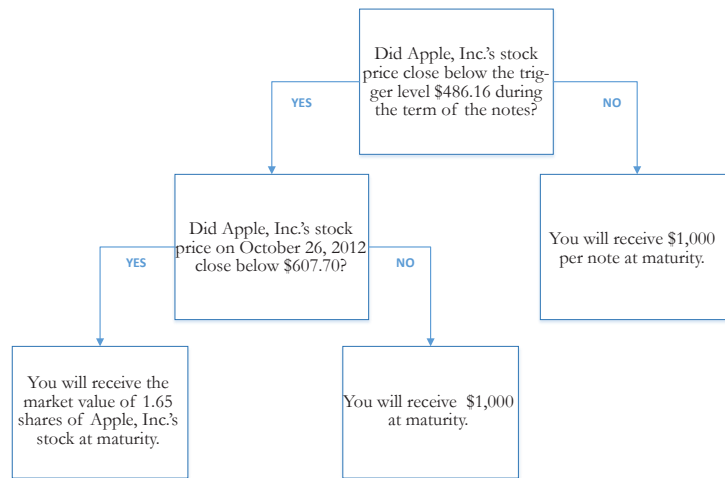 Did Apple, Inc.'s stock
price close below the trig-
ger level $486.16 during
the term of the notes?
YES
NO
Did Apple, Inc.'s stock
price on October 26, 2012
close below $607.70?
You will receive $1,000
per note at maturity.
YES
NO
You will receive the
market value of 1.65
shares of Apple, Inc.'s
stock at maturity.
You will receive $1,000
at maturity.